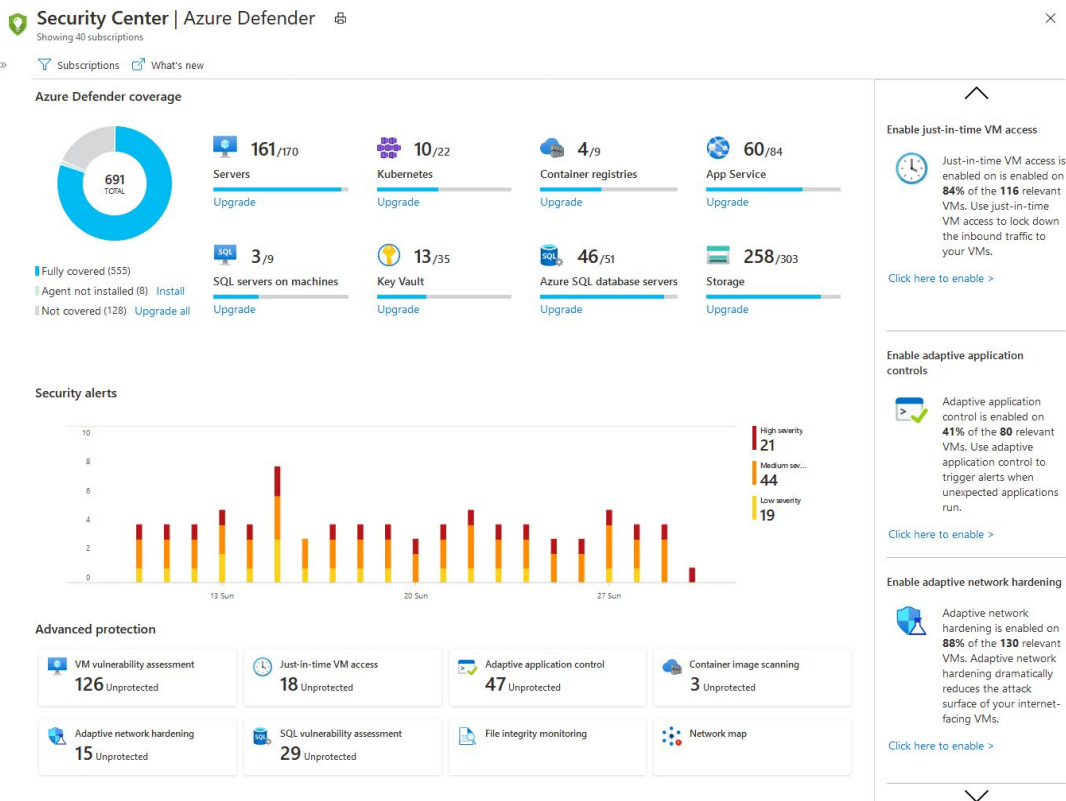 Security Center | Azure Defender
Showing 40 subscriptions
Subscriptions What's new
Azure Defender coverage
691
TOTAL
Fully covered (555)
Agent not installed (8) Install
Not covered (128) Upgrade all
161/170
Servers
Upgrade
10/22
Kubernetes
Upgrade
4/9
Container registries
Upgrade
60/84
App Service
Upgrade
SQL
3/9
SQL servers on machines
Upgrade
13/35
Key Vault
Upgrade
SQL
46/51
Azure SQL database servers
Upgrade
258/303
Storage
Upgrade
Security alerts
10
8
6
4
2
0
13 Sun
20 Sun
27 Sun
High severity
21
Medium sev...
44
Low severity
19
Advanced protection
VM vulnerability assessment
126 Unprotected
Just-in-time VM access
18 Unprotected
Adaptive application control
47 Unprotected
Container image scanning
3 Unprotected
Adaptive network hardening
15 Unprotected
SQL
SQL vulnerability assessment
29 Unprotected
File integrity monitoring
Network map
Enable just-in-time VM access
Just-in-time VM access is
enabled on is enabled on
84% of the 116 relevant
VMs. Use just-in-time
VM access to lock down
the inbound traffic to
your VMs.
Click here to enable >
Enable adaptive application
controls
Adaptive application
control is enabled on
41% of the 80 relevant
VMs. Use adaptive
application control to
trigger alerts when
unexpected applications
run.
Click here to enable >
Enable adaptive network hardening
Adaptive network
hardening is enabled on
88% of the 130 relevant
VMs. Adaptive network
hardening dramatically
reduces the attack
surface of your internet-
facing VMs.
Click here to enable >